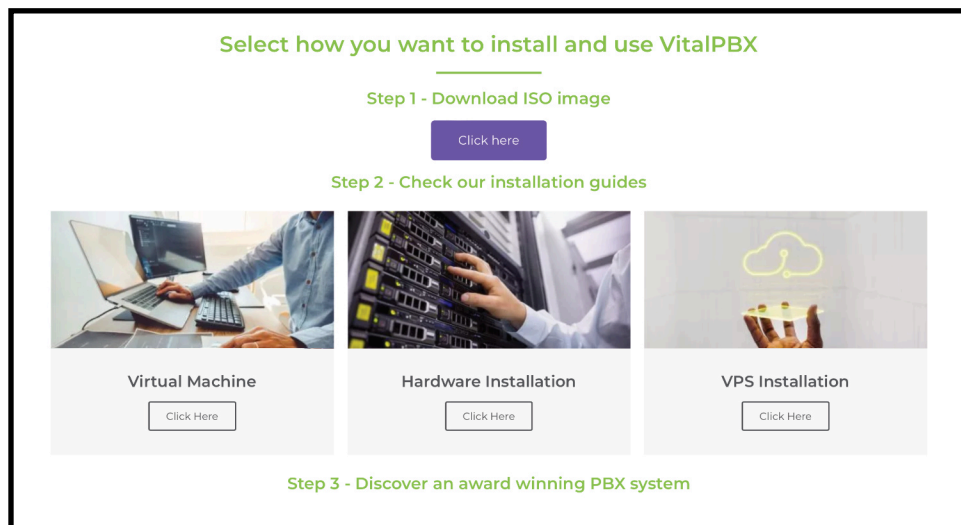 Select how you want to install and use VitalPBX
Step 1 - Download ISO image
Click here
Step 2 - Check our installation guides
Virtual Machine
Hardware Installation
VPS Installation
Click Here
Click Here
Click Here
Step 3 - Discover an award winning PBX system